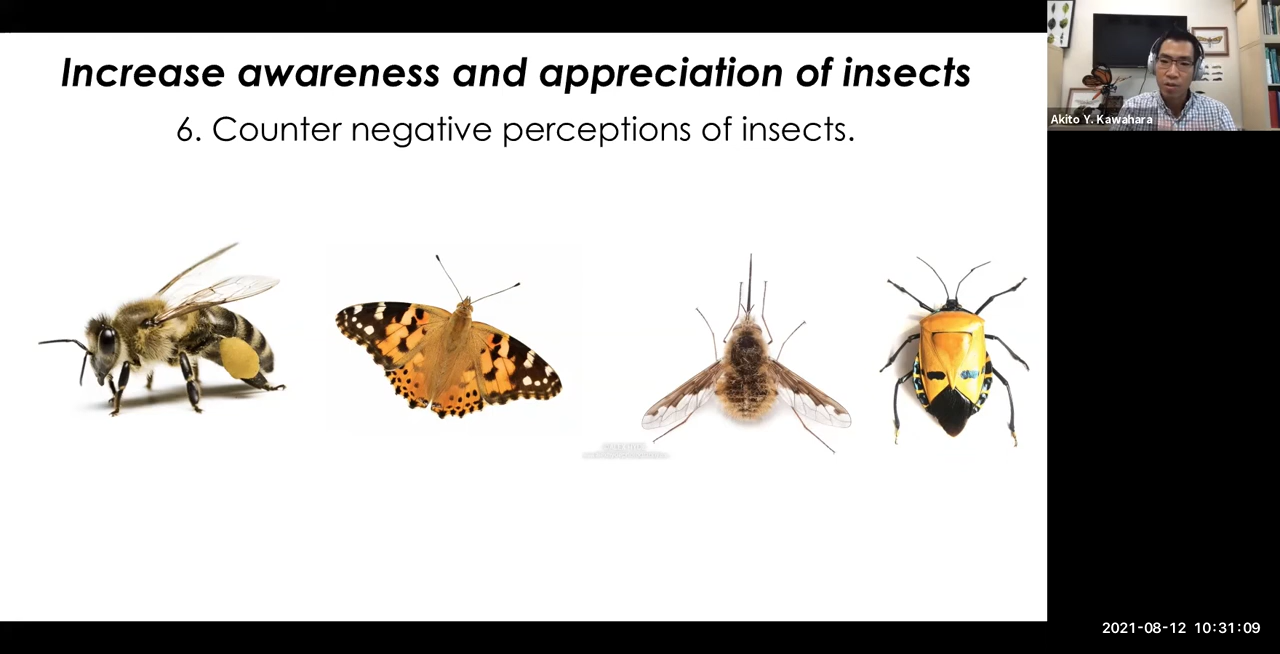 Increase awareness and appreciation of insects
6. Counter negative perceptions of insects.
Akito Y. Kawahara
2021-08-12 10:31:09